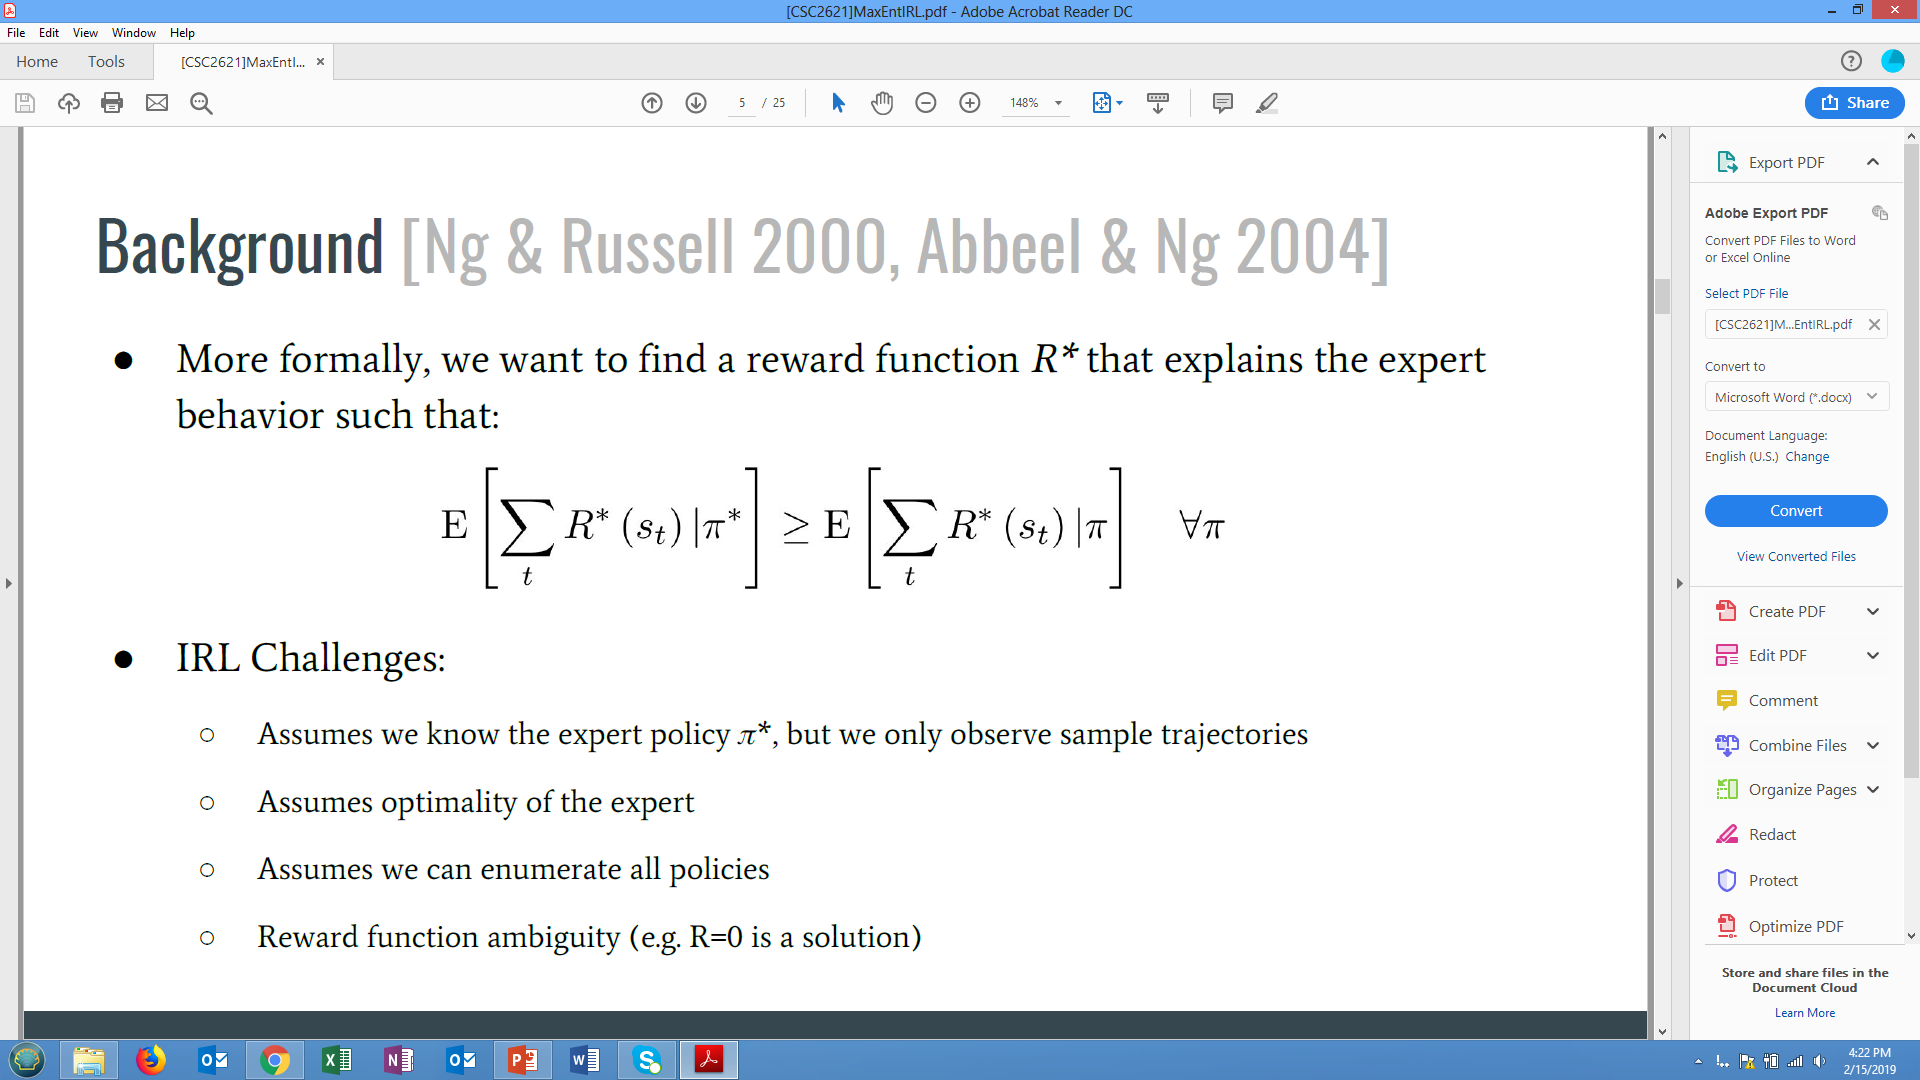 [CSC2621]MaxEntIRL.pdf - Adobe Acrobat Reader DC
File Edit View Window Help
Home Tools [CSC2621]MaxEntI... ×
5 / 25 148% Share
Background [Ng & Russell 2000, Abbeel & Ng 2004]
● More formally, we want to find a reward function R* that explains the expert
behavior such that:
E [∑_t R* (s_t) |π*] ≥ E [∑_t R* (s_t) |π] ∀π
● IRL Challenges:
○ Assumes we know the expert policy π*, but we only observe sample trajectories
○ Assumes optimality of the expert
○ Assumes we can enumerate all policies
○ Reward function ambiguity (e.g. R=0 is a solution)
Export PDF
Adobe Export PDF
Convert PDF Files to Word
or Excel Online
Select PDF File
[CSC2621]M...EntIRL.pdf
Convert to
Microsoft Word (*.docx)
Document Language:
English (U.S.) Change
Convert
View Converted Files
Create PDF
Edit PDF
Comment
Combine Files
Organize Pages
Redact
Protect
Optimize PDF
Store and share files in the
Document Cloud
Learn More
4:22 PM
2/15/2019